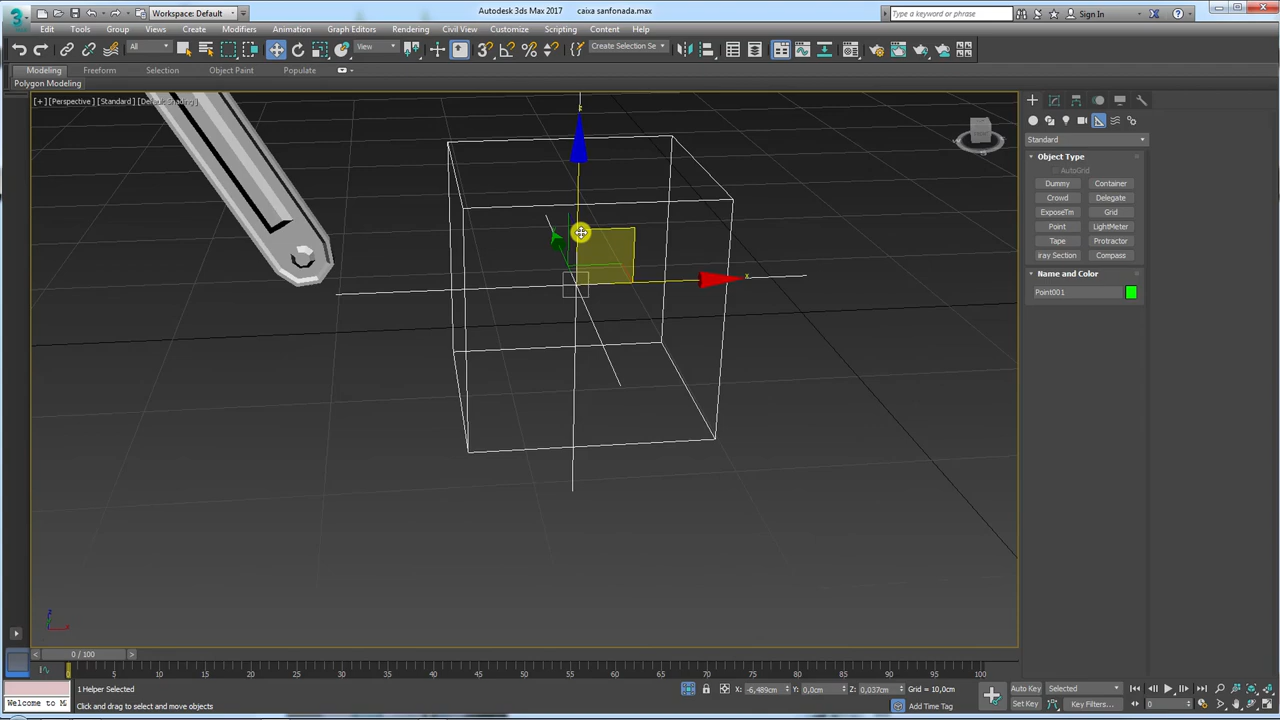 Workspace: Default
Autodesk 3ds Max 2017 caixa sanfonada.max
Type a keyword or phrase
Sign In
Edit Tools Group Views Create Modifiers Animation Graph Editors Rendering Civil View Customize Scripting Content Help
All
View
Create Selection Se
Modeling Freeform Selection Object Paint Populate
Polygon Modeling
[+] [Perspective] [Standard] [Default Shading]
Standard
Object Type
AutoGrid
Dummy Container
Crowd Delegate
ExposeTm Grid
Point LightMeter
Tape Protractor
iray Section Compass
Name and Color
Point001
z
x
0 / 100
0 5 10 15 20 25 30 35 40 45 50 55 60 65 70 75 80 85 90 95 100
1 Helper Selected
X: -6,489cm Y: 0,0cm Z: 0,037cm Grid = 10,0cm
Auto Key Selected
Welcome to M
Click and drag to select and move objects
Add Time Tag
Set Key Key Filters...
0